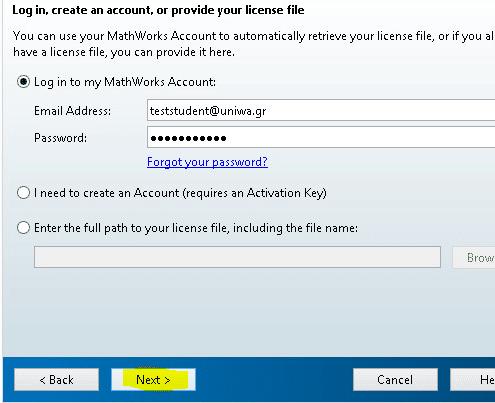 Log in, create an account, or provide your license file
You can use your MathWorks Account to automatically retrieve your license file, or if you al
have a license file, you can provide it here.
Log in to my MathWorks Account:
Email Address: teststudent@uniwa.gr
Password: •••••••••••
Forgot your password?
I need to create an Account (requires an Activation Key)
Enter the full path to your license file, including the file name:
Brow
< Back Next > Cancel He